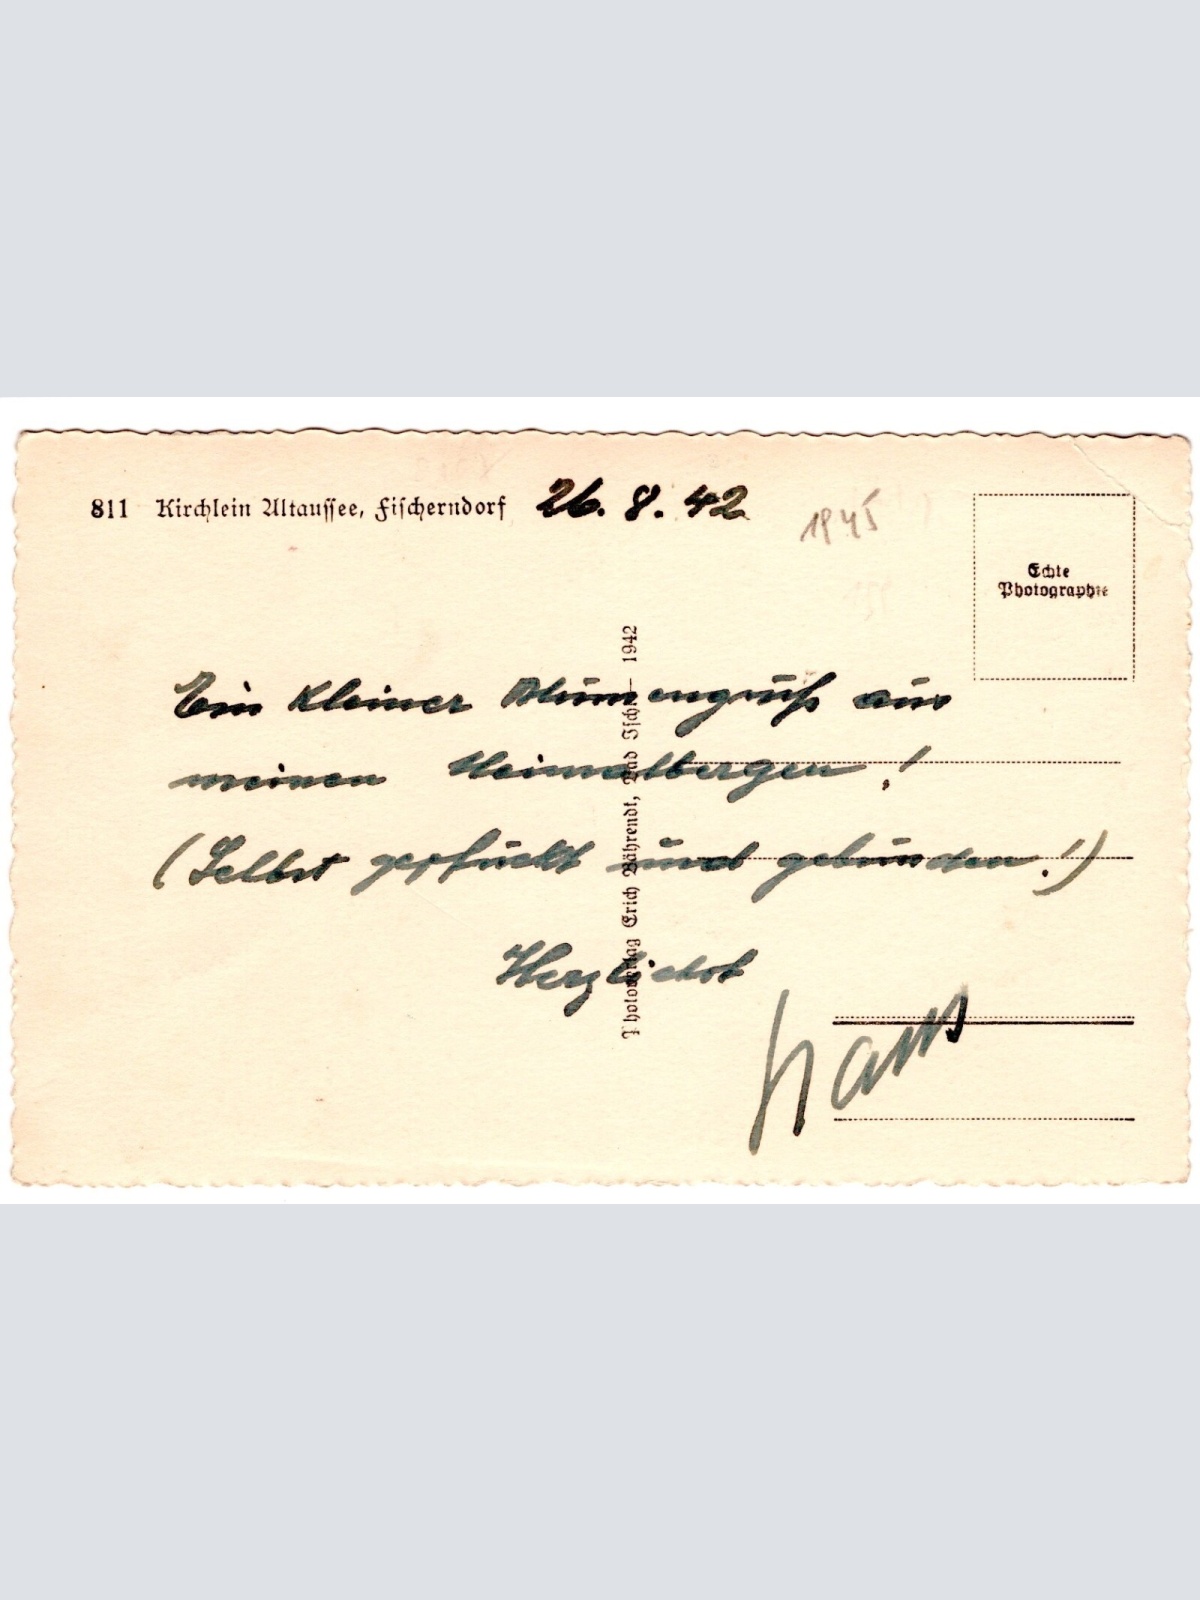 811 Kirchlein Altaussee, Fischerndorf 26. 8. 42
1945
Echte
Photographie
Photoverlag Erich Bährendt, Bad Ischl — 1942
Ein kleiner Blumengruß aus
meinen Heimatbergen!
(Selbst gepflückt und gebunden!)
Herzlichst
Hans